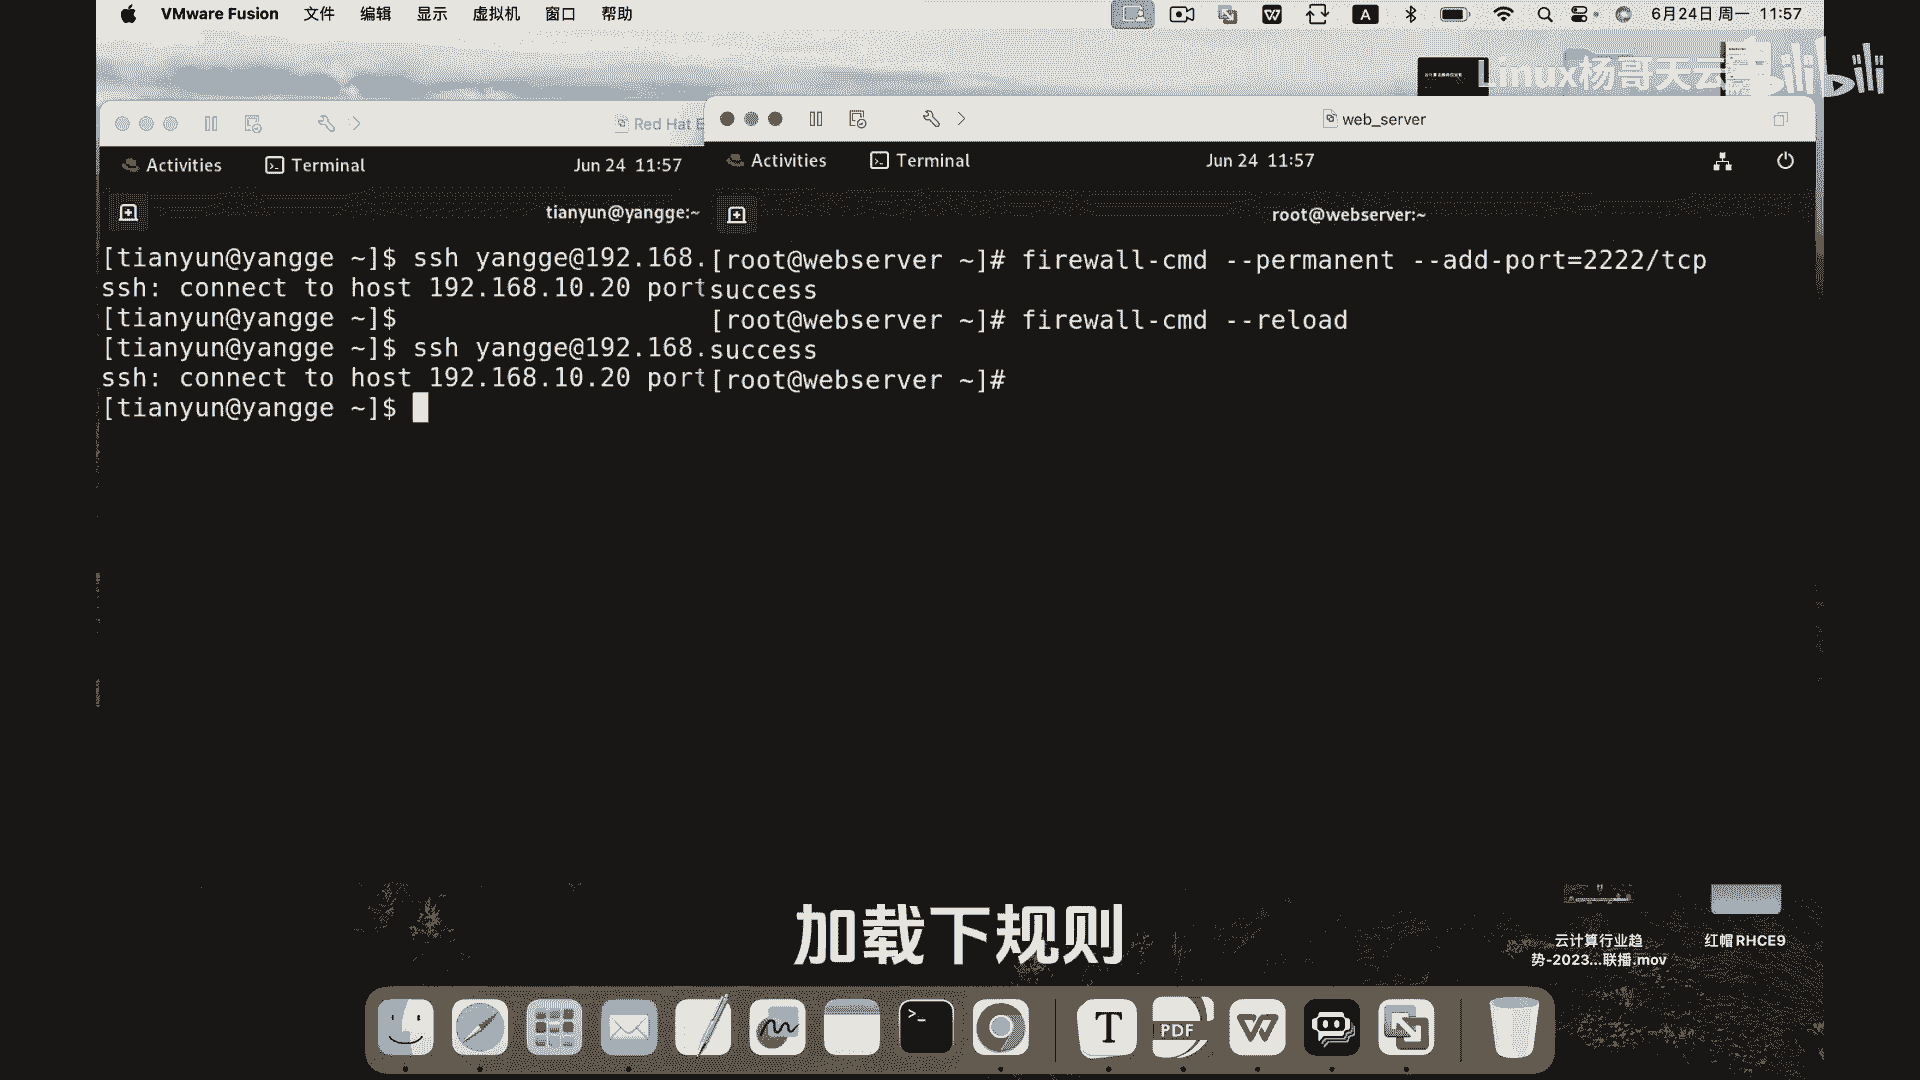 VMware Fusion 文件 编辑 显示 虚拟机 窗口 帮助 6月24日 周一 11:57
Linux杨哥天云 bilibili
Red Hat E
web_server
Activities Terminal Jun 24 11:57
Activities Terminal Jun 24 11:57
tianyun@yangge:~
root@webserver:~
[tianyun@yangge ~]$ ssh yangge@192.168.
ssh: connect to host 192.168.10.20 port
[tianyun@yangge ~]$
[tianyun@yangge ~]$ ssh yangge@192.168.
ssh: connect to host 192.168.10.20 port
[tianyun@yangge ~]$
[root@webserver ~]# firewall-cmd --permanent --add-port=2222/tcp
success
[root@webserver ~]# firewall-cmd --reload
success
[root@webserver ~]#
加载下规则
云计算行业趋
势-2023...联播.mov
红帽RHCE9
T
PDF